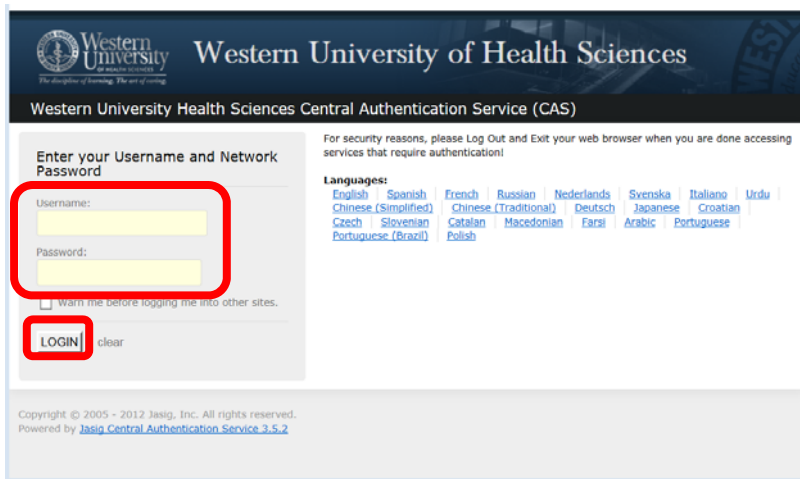 Western
University
OF HEALTH SCIENCES
The discipline of learning. The art of caring.
Western University of Health Sciences
Western University Health Sciences Central Authentication Service (CAS)
Enter your Username and Network
Password
Username:
Password:
Warn me before logging me into other sites.
LOGIN clear
For security reasons, please Log Out and Exit your web browser when you are done accessing
services that require authentication!
Languages:
English Spanish French Russian Nederlands Svenska Italiano Urdu
Chinese (Simplified) Chinese (Traditional) Deutsch Japanese Croatian
Czech Slovenian Catalan Macedonian Farsi Arabic Portuguese
Portuguese (Brazil) Polish
Copyright © 2005 - 2012 Jasig, Inc. All rights reserved.
Powered by Jasig Central Authentication Service 3.5.2